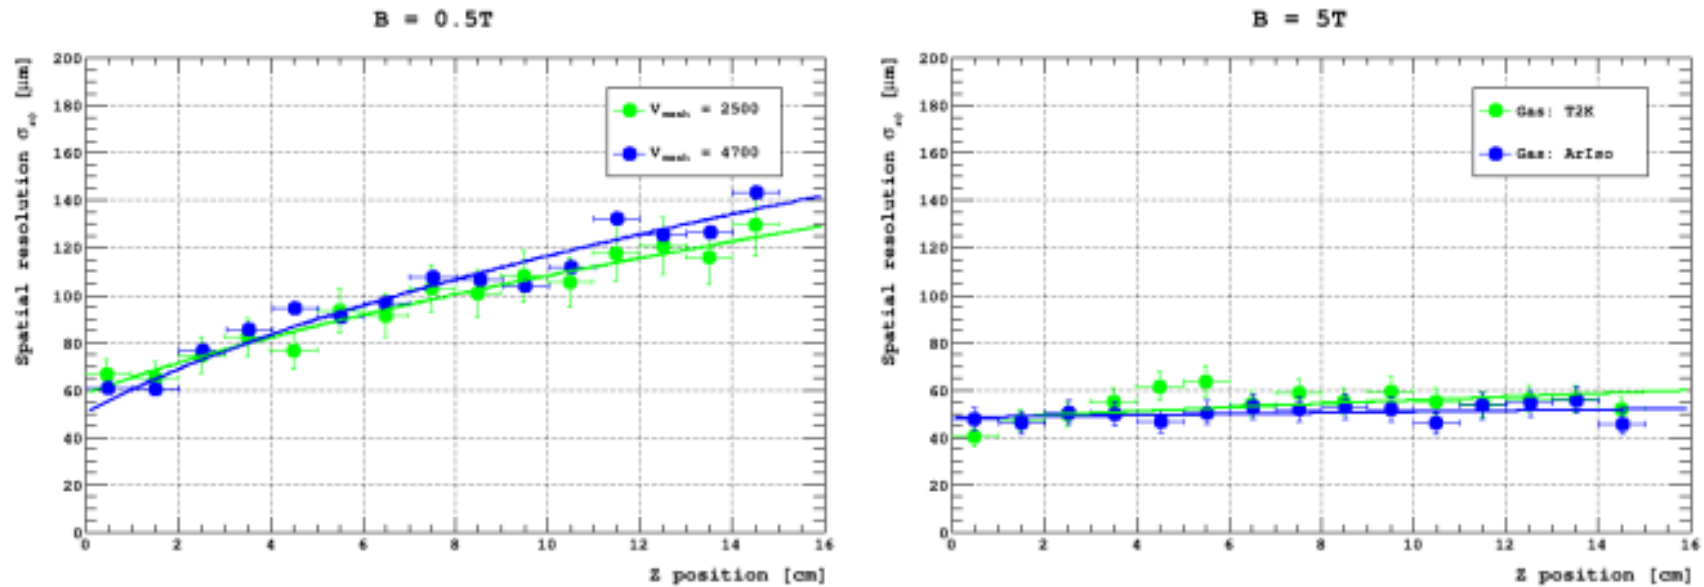 B = 0.5T
Spatial resolution σ [μm]
200
180
160
140
120
100
80
60
40
20
0
0 2 4 6 8 10 12 14 16
Z position [cm]
V_mesh = 2500
V_mesh = 4700
B = 5T
Spatial resolution σ [μm]
200
180
160
140
120
100
80
60
40
20
0
0 2 4 6 8 10 12 14 16
Z position [cm]
Gas: T2K
Gas: ArIso